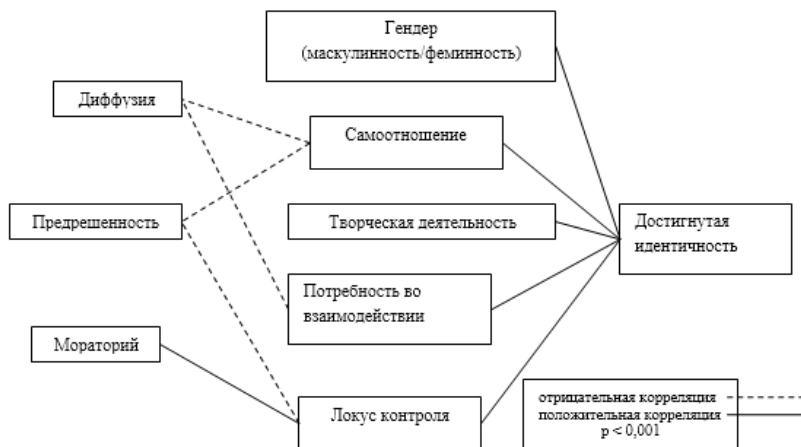 Гендер
(маскулинность/феминность)
Диффузия
Самоотношение
Предрешенность
Творческая деятельность
Достигнутая
идентичность
Потребность во
взаимодействии
Мораторий
Локус контроля
отрицательная корреляция
положительная корреляция
p < 0,001